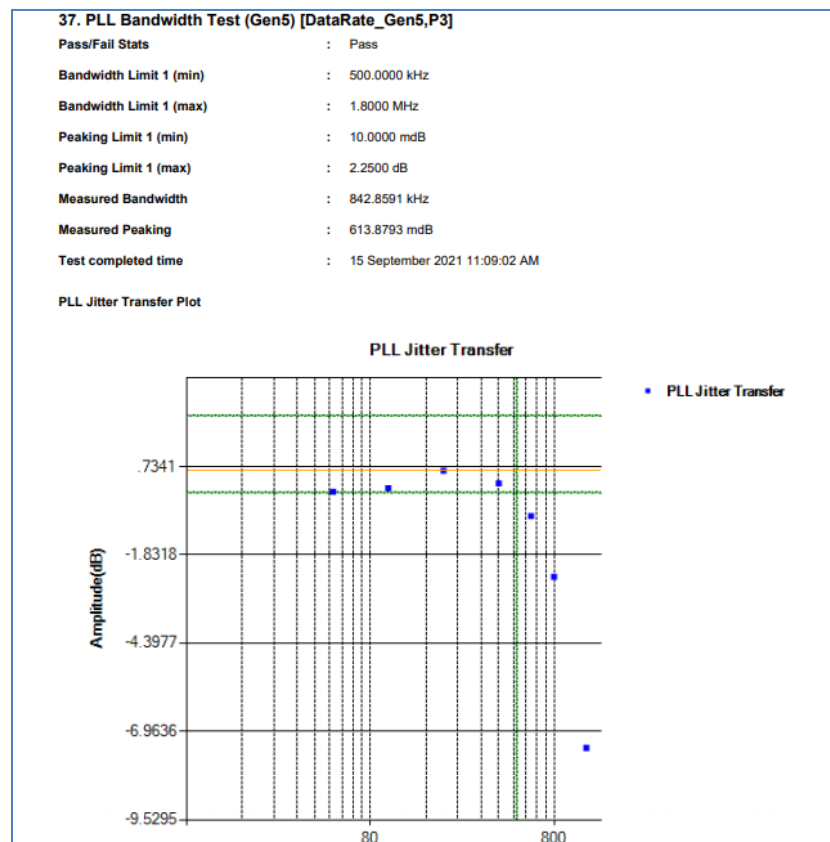 37. PLL Bandwidth Test (Gen5) [DataRate_Gen5,P3]
Pass/Fail Stats : Pass
Bandwidth Limit 1 (min) : 500.0000 kHz
Bandwidth Limit 1 (max) : 1.8000 MHz
Peaking Limit 1 (min) : 10.0000 mdB
Peaking Limit 1 (max) : 2.2500 dB
Measured Bandwidth : 842.8591 kHz
Measured Peaking : 613.8793 mdB
Test completed time : 15 September 2021 11:09:02 AM
PLL Jitter Transfer Plot
PLL Jitter Transfer
PLL Jitter Transfer
.7341
-1.8318
Amplitude(dB)
-4.3977
-6.9636
-9.5295
80 800